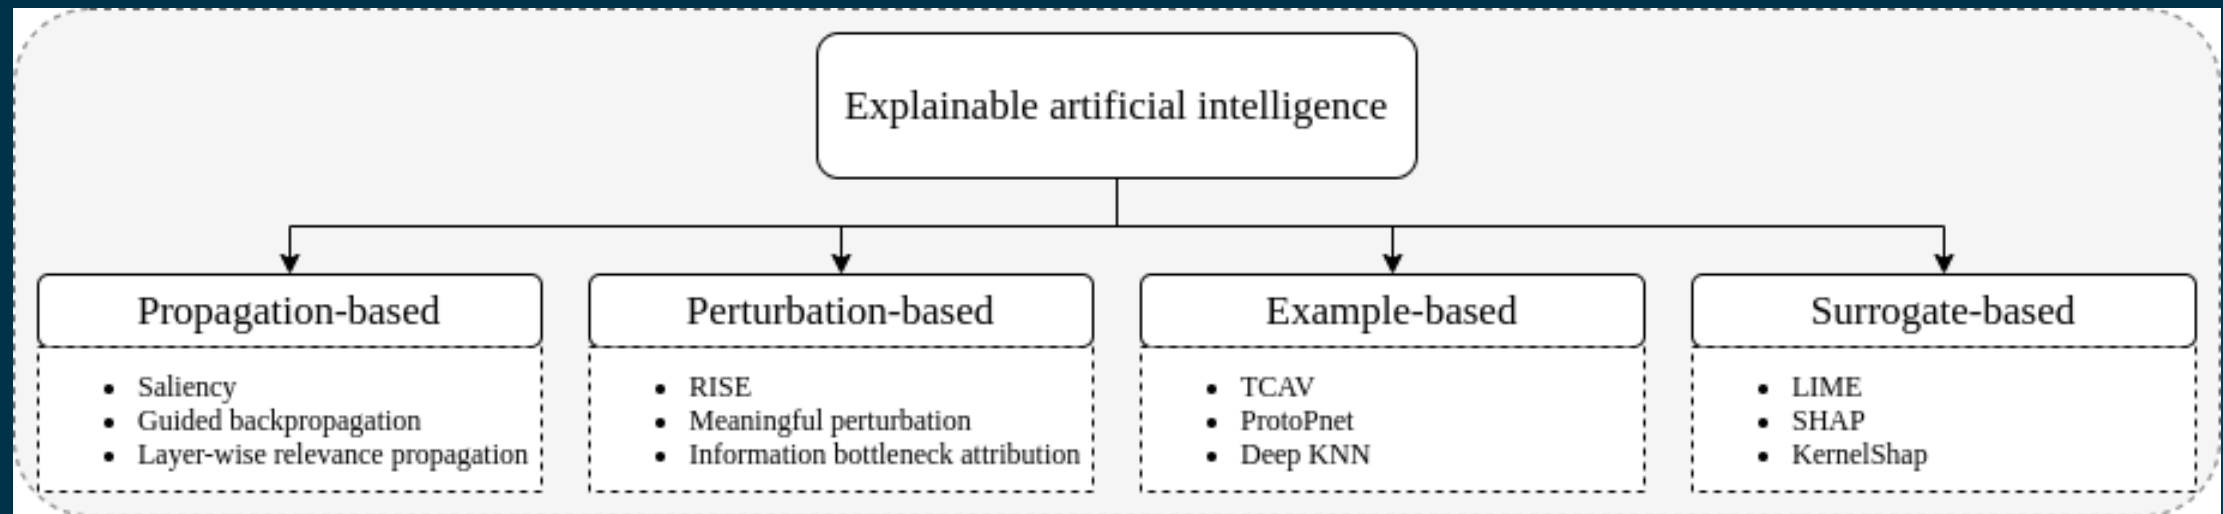 Explainable artificial intelligence
Propagation-based
Saliency
Guided backpropagation
Layer-wise relevance propagation
Perturbation-based
RISE
Meaningful perturbation
Information bottleneck attribution
Example-based
TCAV
ProtoPnet
Deep KNN
Surrogate-based
LIME
SHAP
KernelShap